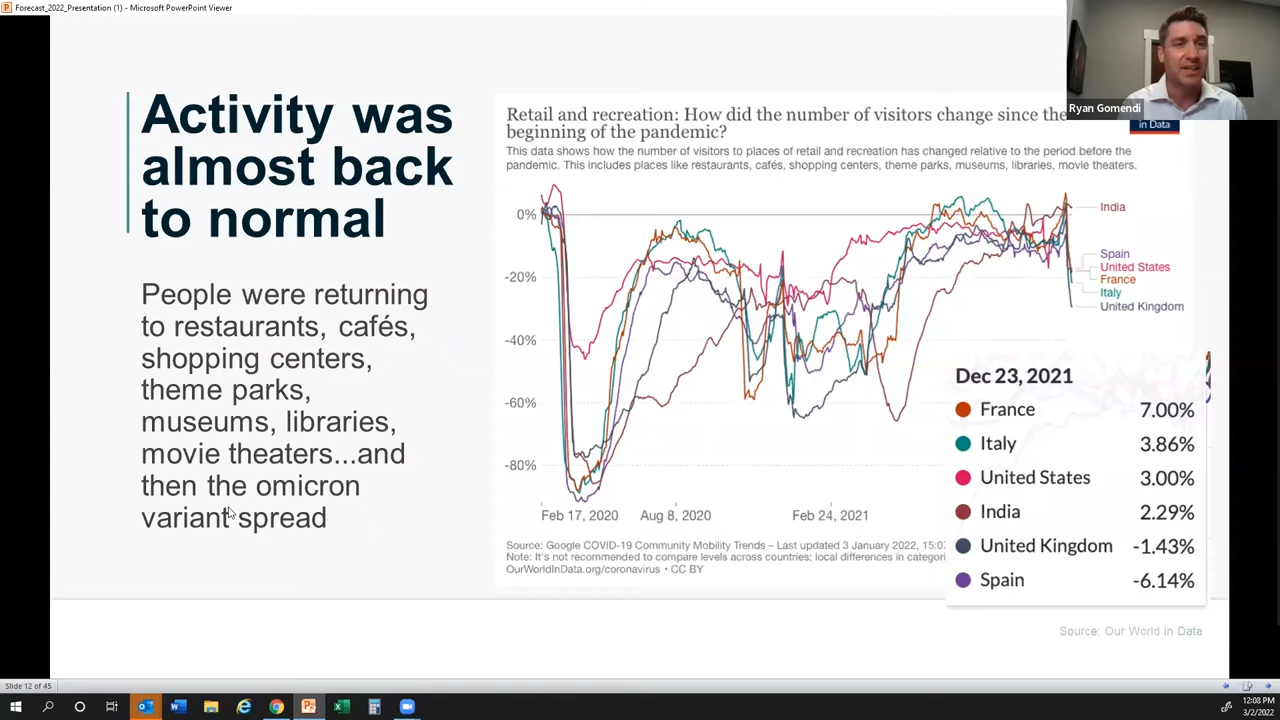 Forecast_2022_Presentation (1) - Microsoft PowerPoint Viewer
Ryan Gomendi
Activity was
almost back
to normal
People were returning
to restaurants, cafés,
shopping centers,
theme parks,
museums, libraries,
movie theaters...and
then the omicron
variant spread
Retail and recreation: How did the number of visitors change since the
beginning of the pandemic?
in Data
This data shows how the number of visitors to places of retail and recreation has changed relative to the period before the
pandemic. This includes places like restaurants, cafés, shopping centers, theme parks, museums, libraries, movie theaters.
0%
-20%
-40%
-60%
-80%
India
Spain
United States
France
Italy
United Kingdom
Feb 17, 2020 Aug 8, 2020 Feb 24, 2021
Dec 23, 2021
France 7.00%
Italy 3.86%
United States 3.00%
India 2.29%
United Kingdom -1.43%
Spain -6.14%
Source: Google COVID-19 Community Mobility Trends – Last updated 3 January 2022, 15:07
Note: It's not recommended to compare levels across countries; local differences in categori
OurWorldInData.org/coronavirus • CC BY
Source: Our World in Data
Slide 12 of 45
12:08 PM
3/2/2022